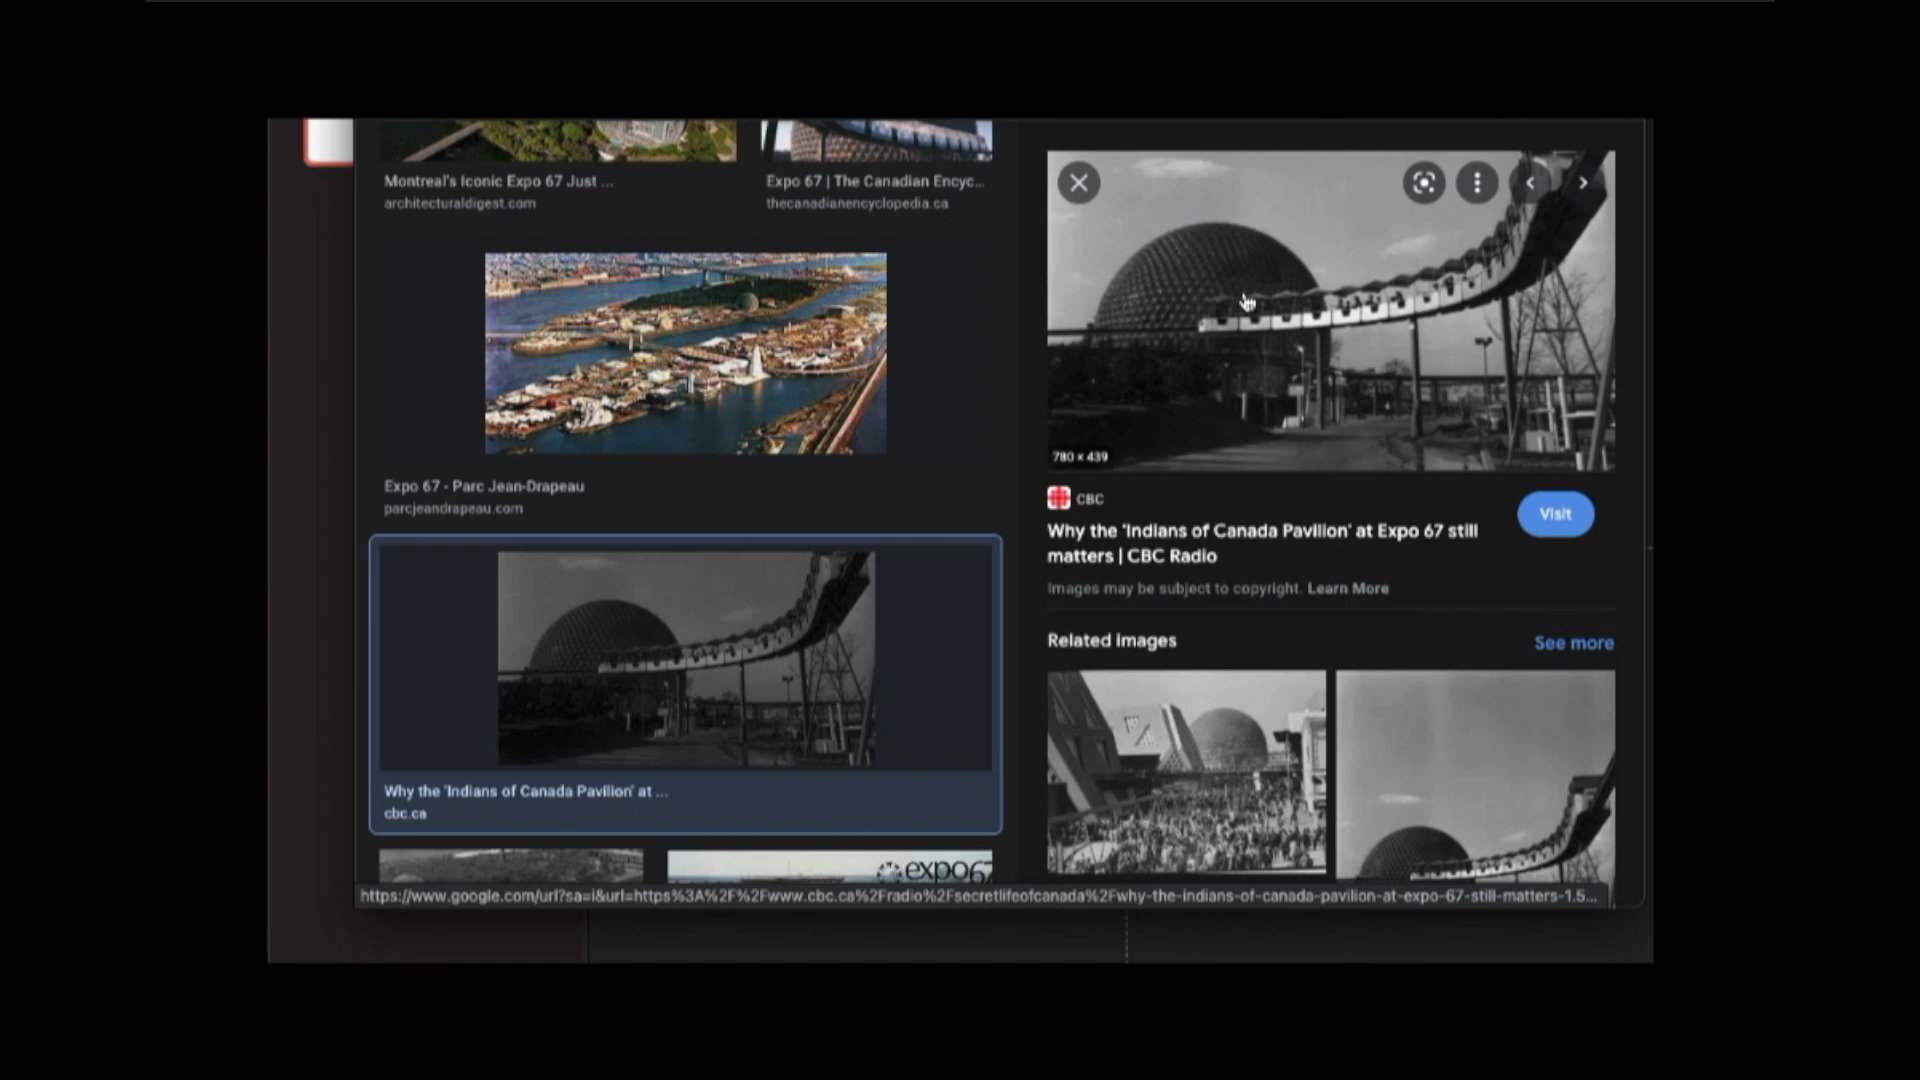 Montreal's Iconic Expo 67 Just ...
architecturaldigest.com
Expo 67 | The Canadian Encyc...
thecanadianencyclopedia.ca
Expo 67 - Parc Jean-Drapeau
parcjeandrapeau.com
Why the 'Indians of Canada Pavilion' at ...
cbc.ca
expo67
780 × 439
CBC
Visit
Why the 'Indians of Canada Pavilion' at Expo 67 still
matters | CBC Radio
Images may be subject to copyright. Learn More
Related images
See more
https://www.google.com/url?sa=i&url=https%3A%2F%2Fwww.cbc.ca%2Fradio%2Fsecretlifeofcanada%2Fwhy-the-indians-of-canada-pavilion-at-expo-67-still-matters-1.5...